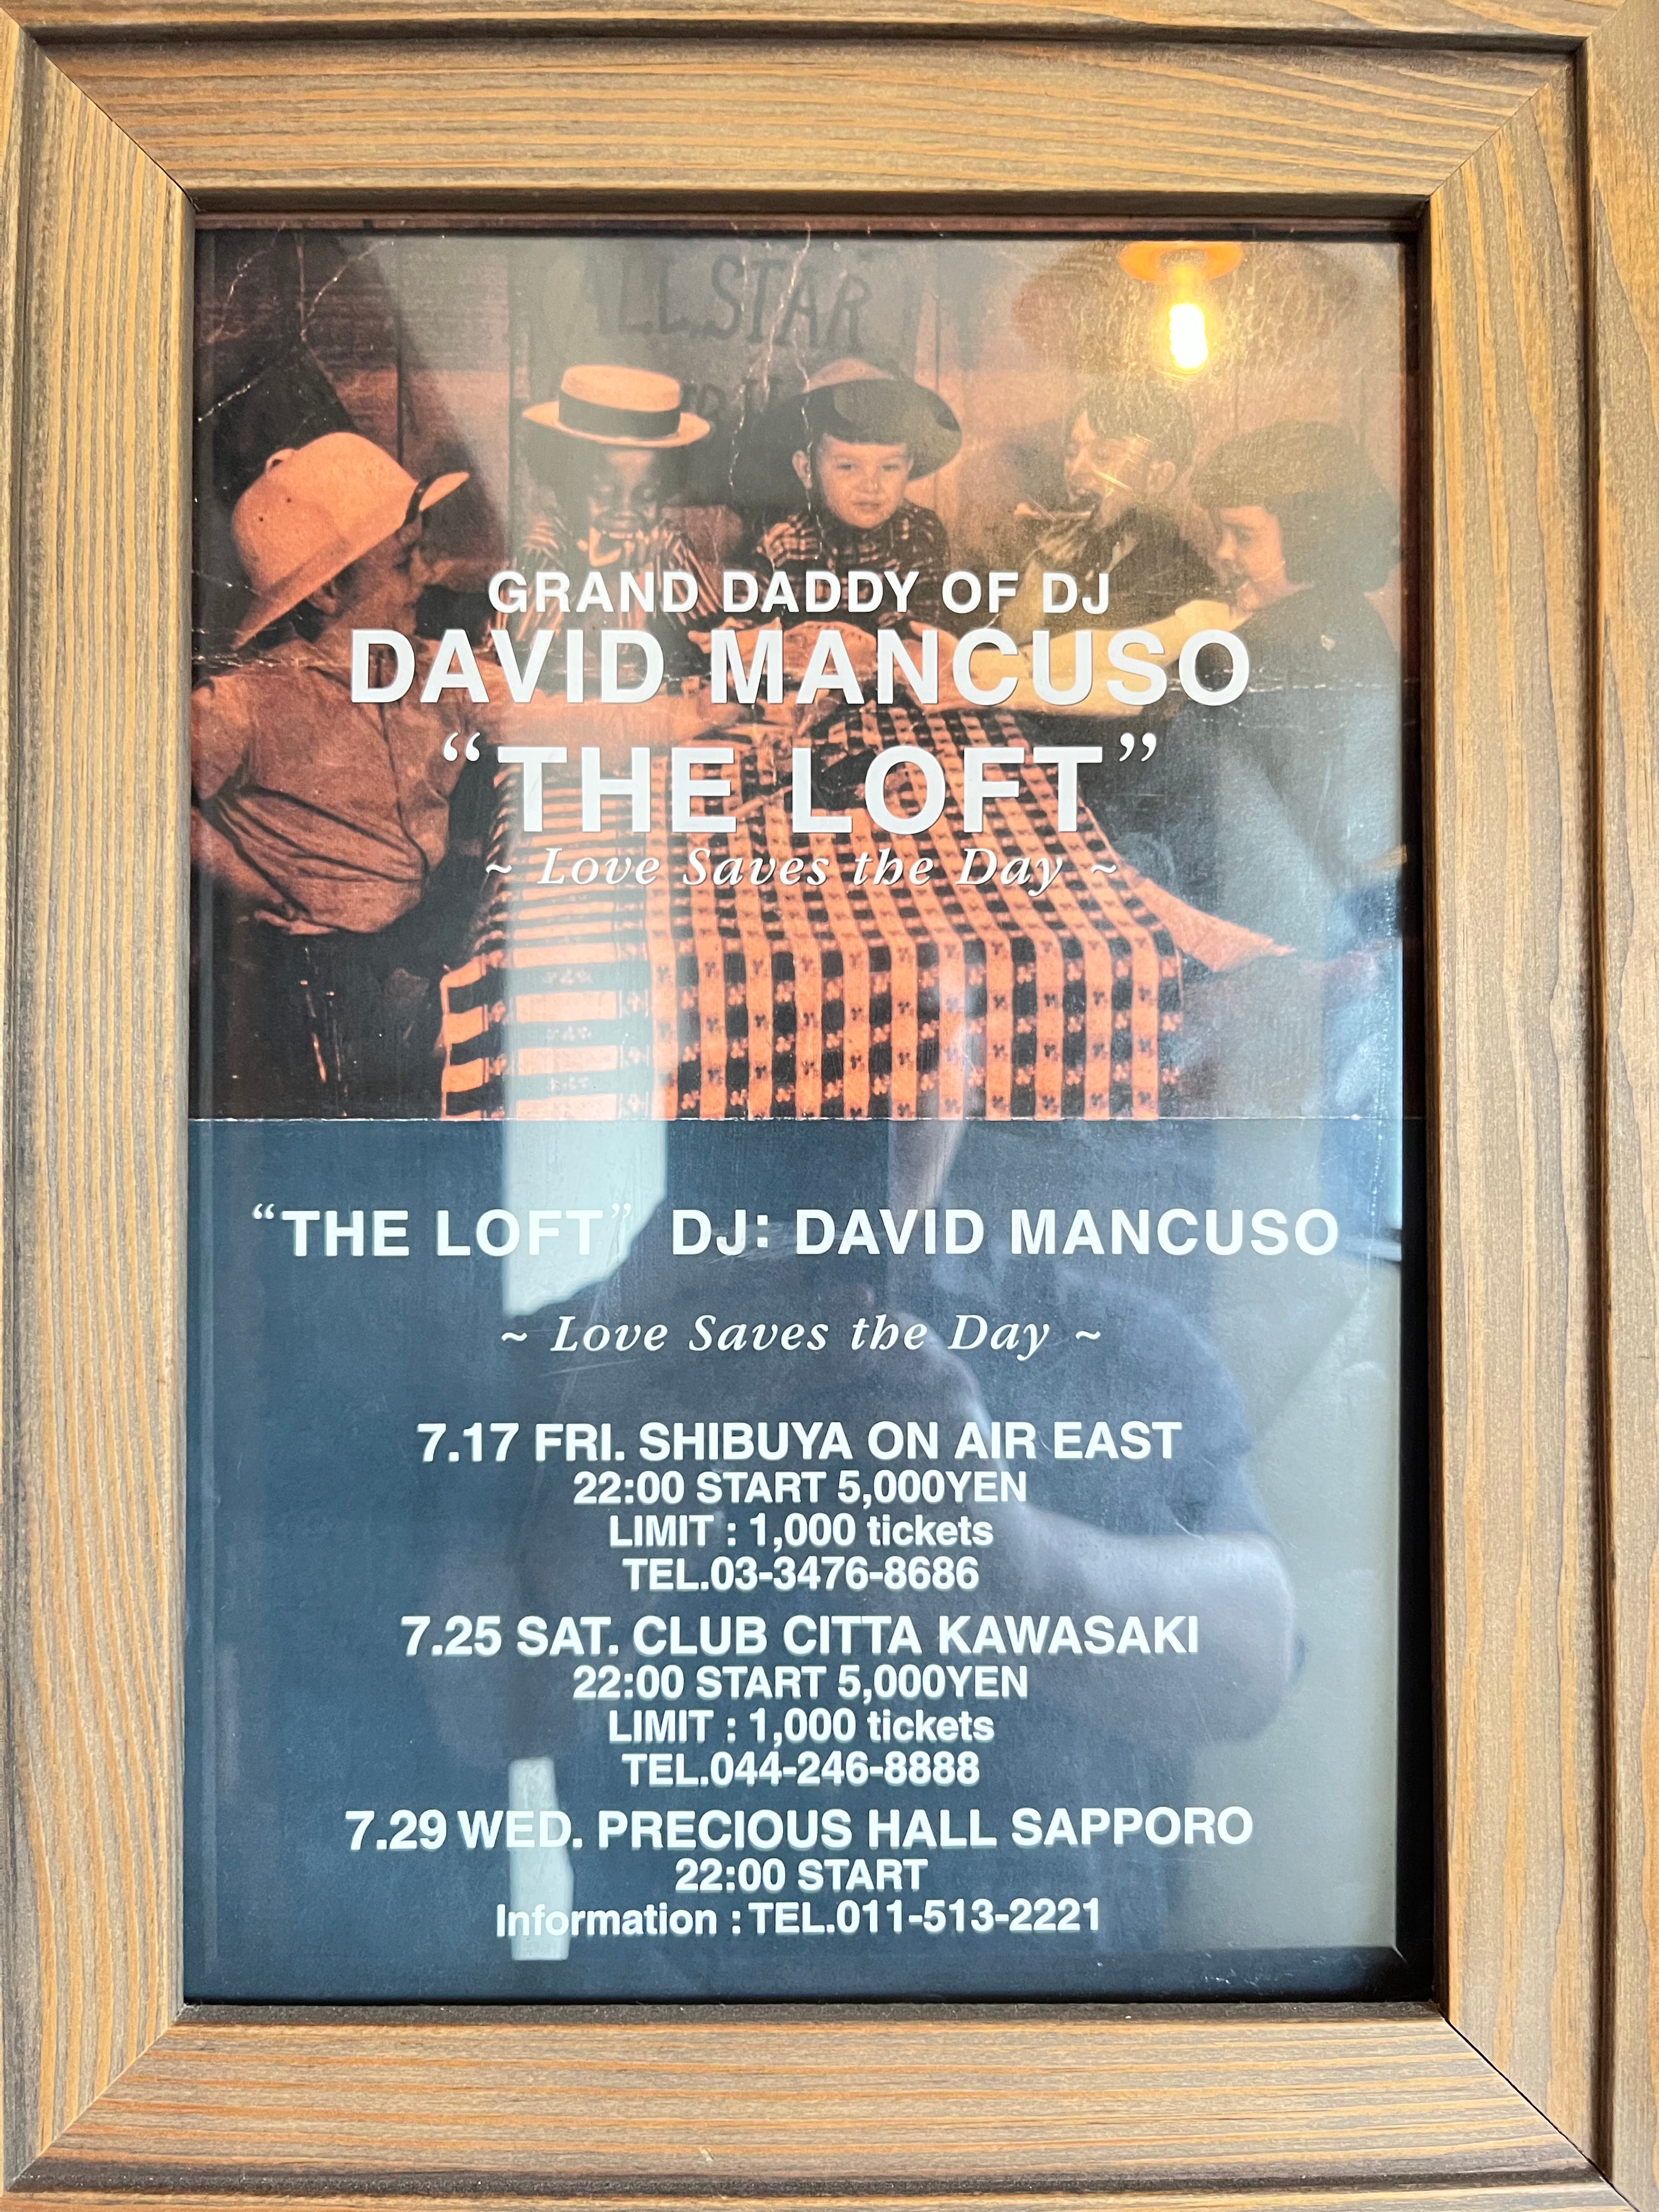 LL STAR
GRAND DADDY OF DJ
DAVID MANCUSO
“THE LOFT”
~ Love Saves the Day ~
“THE LOFT” DJ: DAVID MANCUSO
~ Love Saves the Day ~
7.17 FRI. SHIBUYA ON AIR EAST
22:00 START 5,000YEN
LIMIT : 1,000 tickets
TEL.03-3476-8686
7.25 SAT. CLUB CITTA KAWASAKI
22:00 START 5,000YEN
LIMIT : 1,000 tickets
TEL.044-246-8888
7.29 WED. PRECIOUS HALL SAPPORO
22:00 START
Information : TEL.011-513-2221